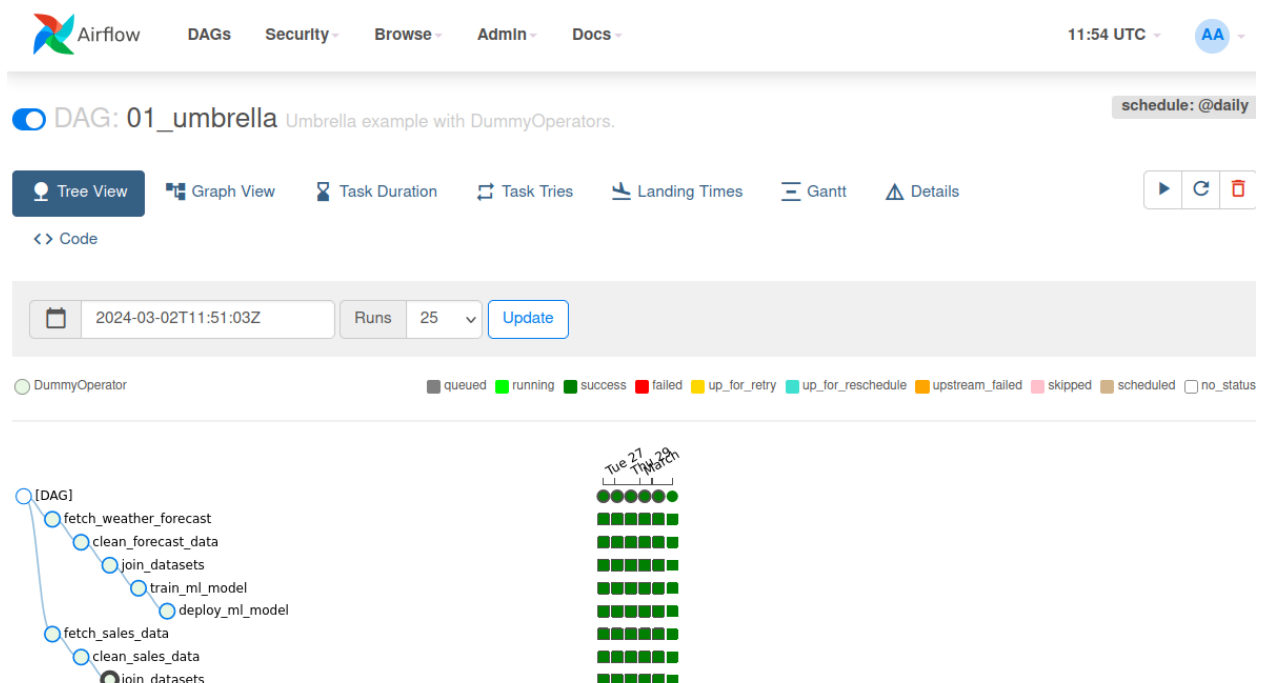 Airflow DAGs Security Browse Admin Docs 11:54 UTC AA
DAG: 01_umbrella Umbrella example with DummyOperators. schedule: @daily
Tree View Graph View Task Duration Task Tries Landing Times Gantt Details
Code
2024-03-02T11:51:03Z Runs 25 Update
DummyOperator queued running success failed up_for_retry up_for_reschedule upstream_failed skipped scheduled no_status
Tue 27 Thu 29 March
[DAG]
fetch_weather_forecast
clean_forecast_data
join_datasets
train_ml_model
deploy_ml_model
fetch_sales_data
clean_sales_data
join_datasets